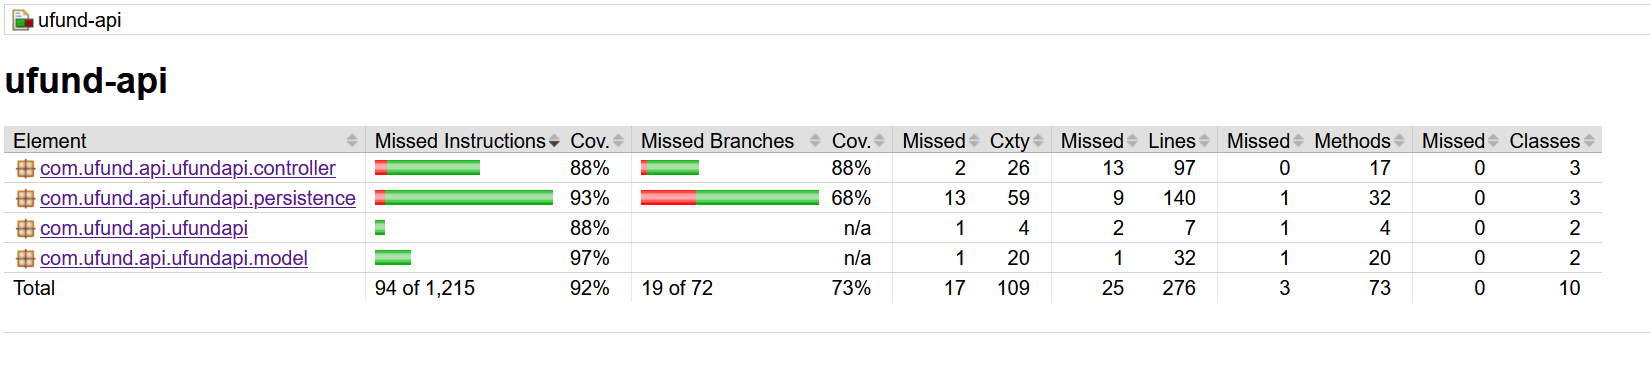 ufund-api
ufund-api
Element Missed Instructions Cov. Missed Branches Cov. Missed Cxty Missed Lines Missed Methods Missed Classes
com.ufund.api.ufundapi.controller 88% 88% 2 26 13 97 0 17 0 3
com.ufund.api.ufundapi.persistence 93% 68% 13 59 9 140 1 32 0 3
com.ufund.api.ufundapi 88% n/a 1 4 2 7 1 4 0 2
com.ufund.api.ufundapi.model 97% n/a 1 20 1 32 1 20 0 2
Total 94 of 1,215 92% 19 of 72 73% 17 109 25 276 3 73 0 10